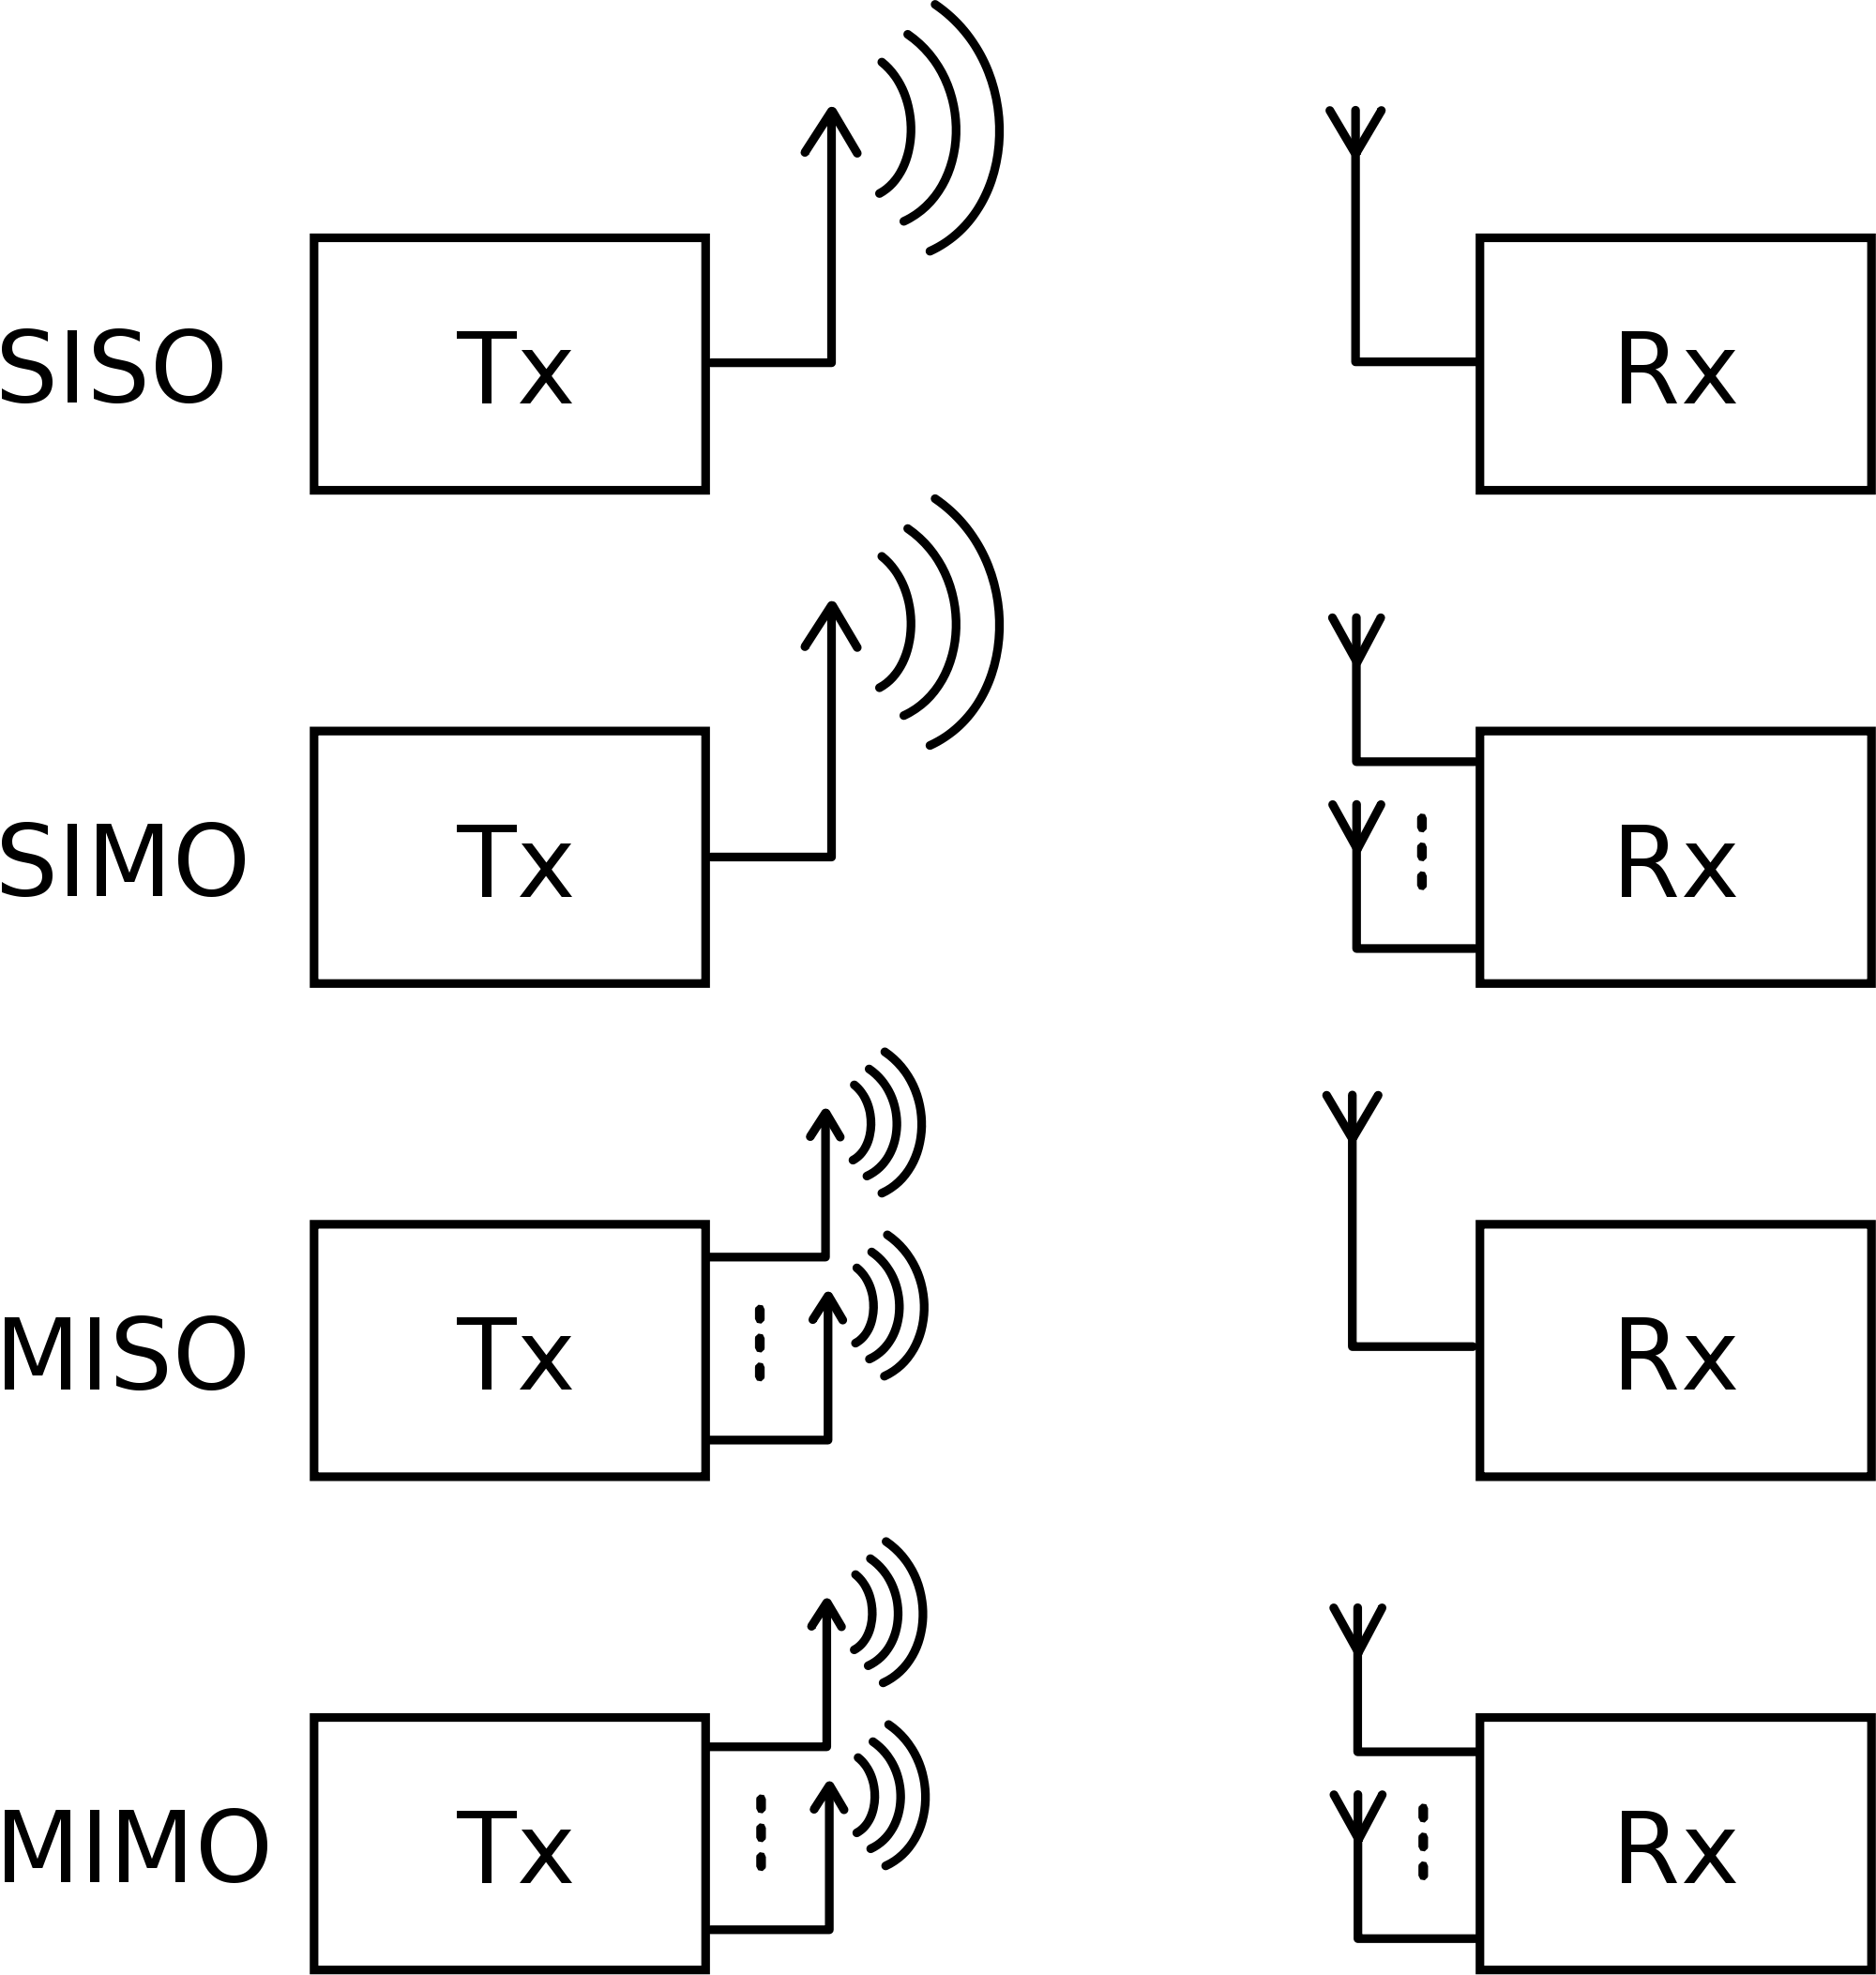 SISO Tx Rx
SIMO Tx Rx
MISO Tx Rx
MIMO Tx Rx